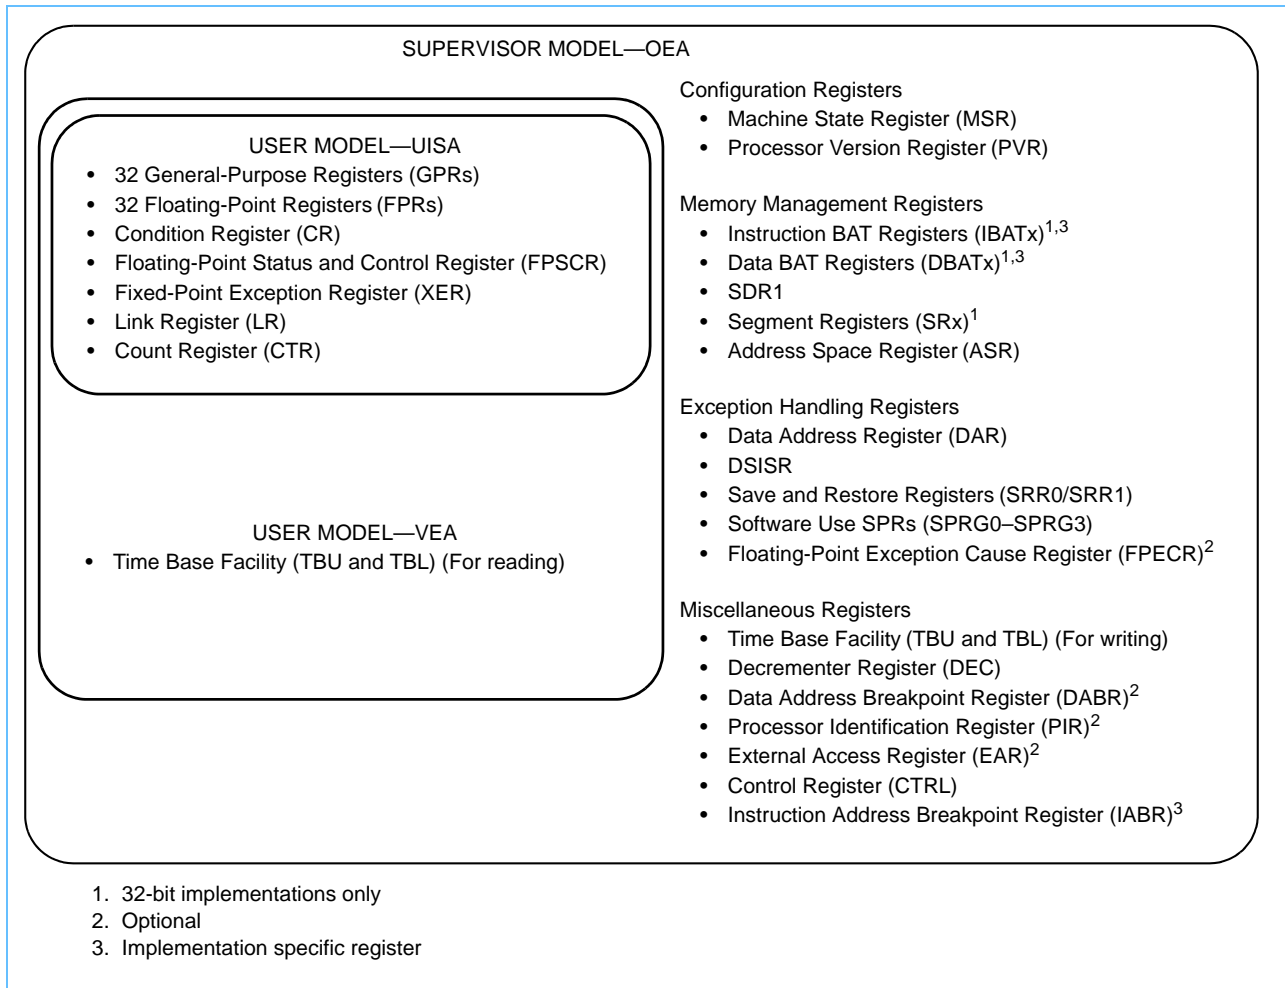 SUPERVISOR MODEL—OEA
USER MODEL—UISA
• 32 General-Purpose Registers (GPRs)
• 32 Floating-Point Registers (FPRs)
• Condition Register (CR)
• Floating-Point Status and Control Register (FPSCR)
• Fixed-Point Exception Register (XER)
• Link Register (LR)
• Count Register (CTR)
USER MODEL—VEA
• Time Base Facility (TBU and TBL) (For reading)
Configuration Registers
• Machine State Register (MSR)
• Processor Version Register (PVR)
Memory Management Registers
• Instruction BAT Registers (IBATx)1,3
• Data BAT Registers (DBATx)1,3
• SDR1
• Segment Registers (SRx)1
• Address Space Register (ASR)
Exception Handling Registers
• Data Address Register (DAR)
• DSISR
• Save and Restore Registers (SRR0/SRR1)
• Software Use SPRs (SPRG0–SPRG3)
• Floating-Point Exception Cause Register (FPECR)2
Miscellaneous Registers
• Time Base Facility (TBU and TBL) (For writing)
• Decrementer Register (DEC)
• Data Address Breakpoint Register (DABR)2
• Processor Identification Register (PIR)2
• External Access Register (EAR)2
• Control Register (CTRL)
• Instruction Address Breakpoint Register (IABR)3
1. 32-bit implementations only
2. Optional
3. Implementation specific register